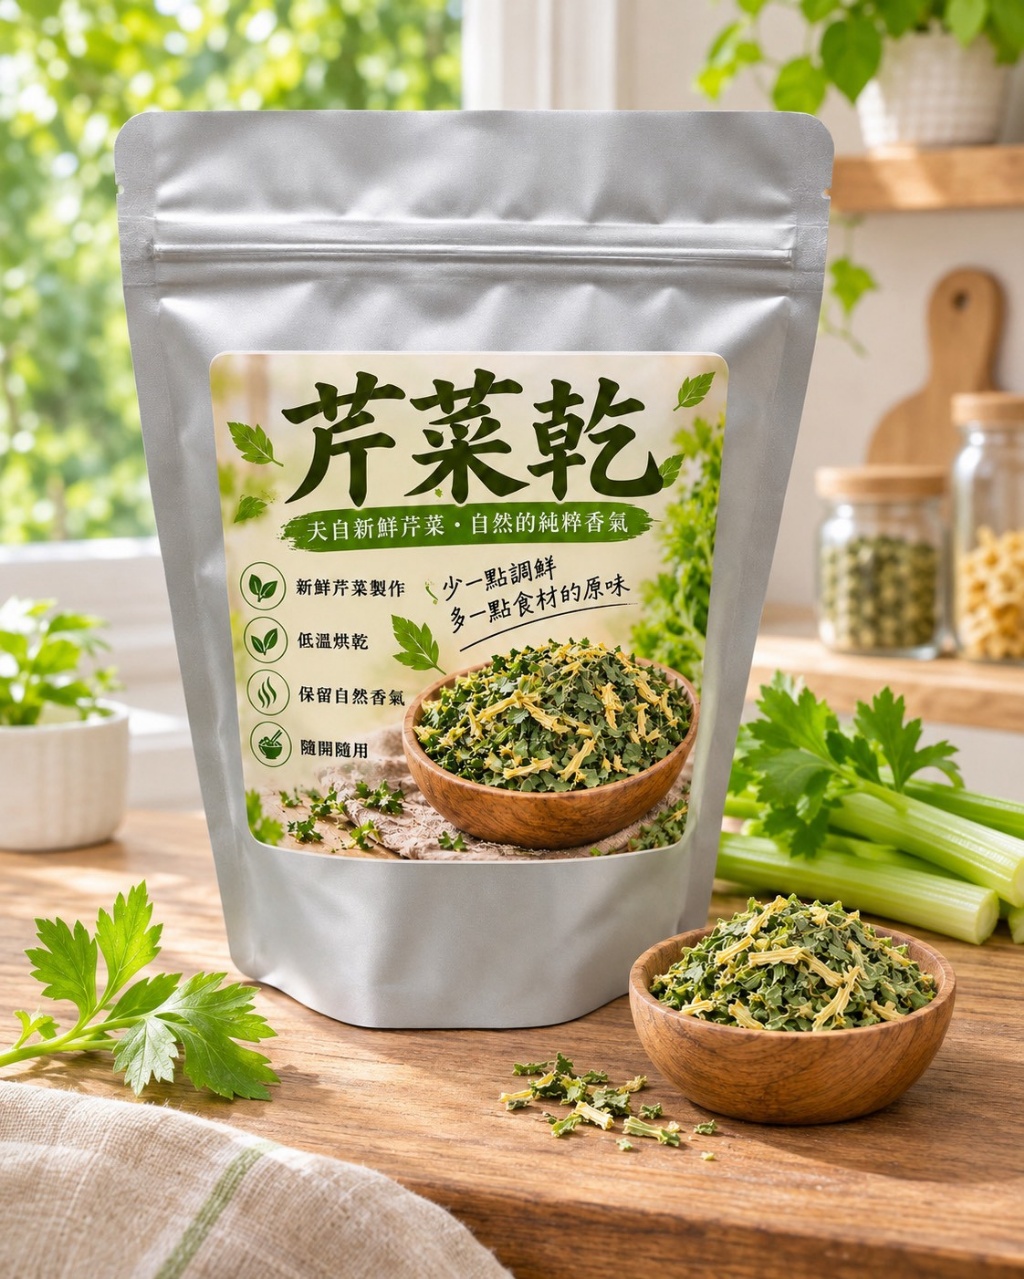 芹菜乾
天自新鮮芹菜・自然的純粹香氣
新鮮芹菜製作
低溫烘乾
保留自然香氣
隨開隨用
少一點調鮮
多一點食材的原味